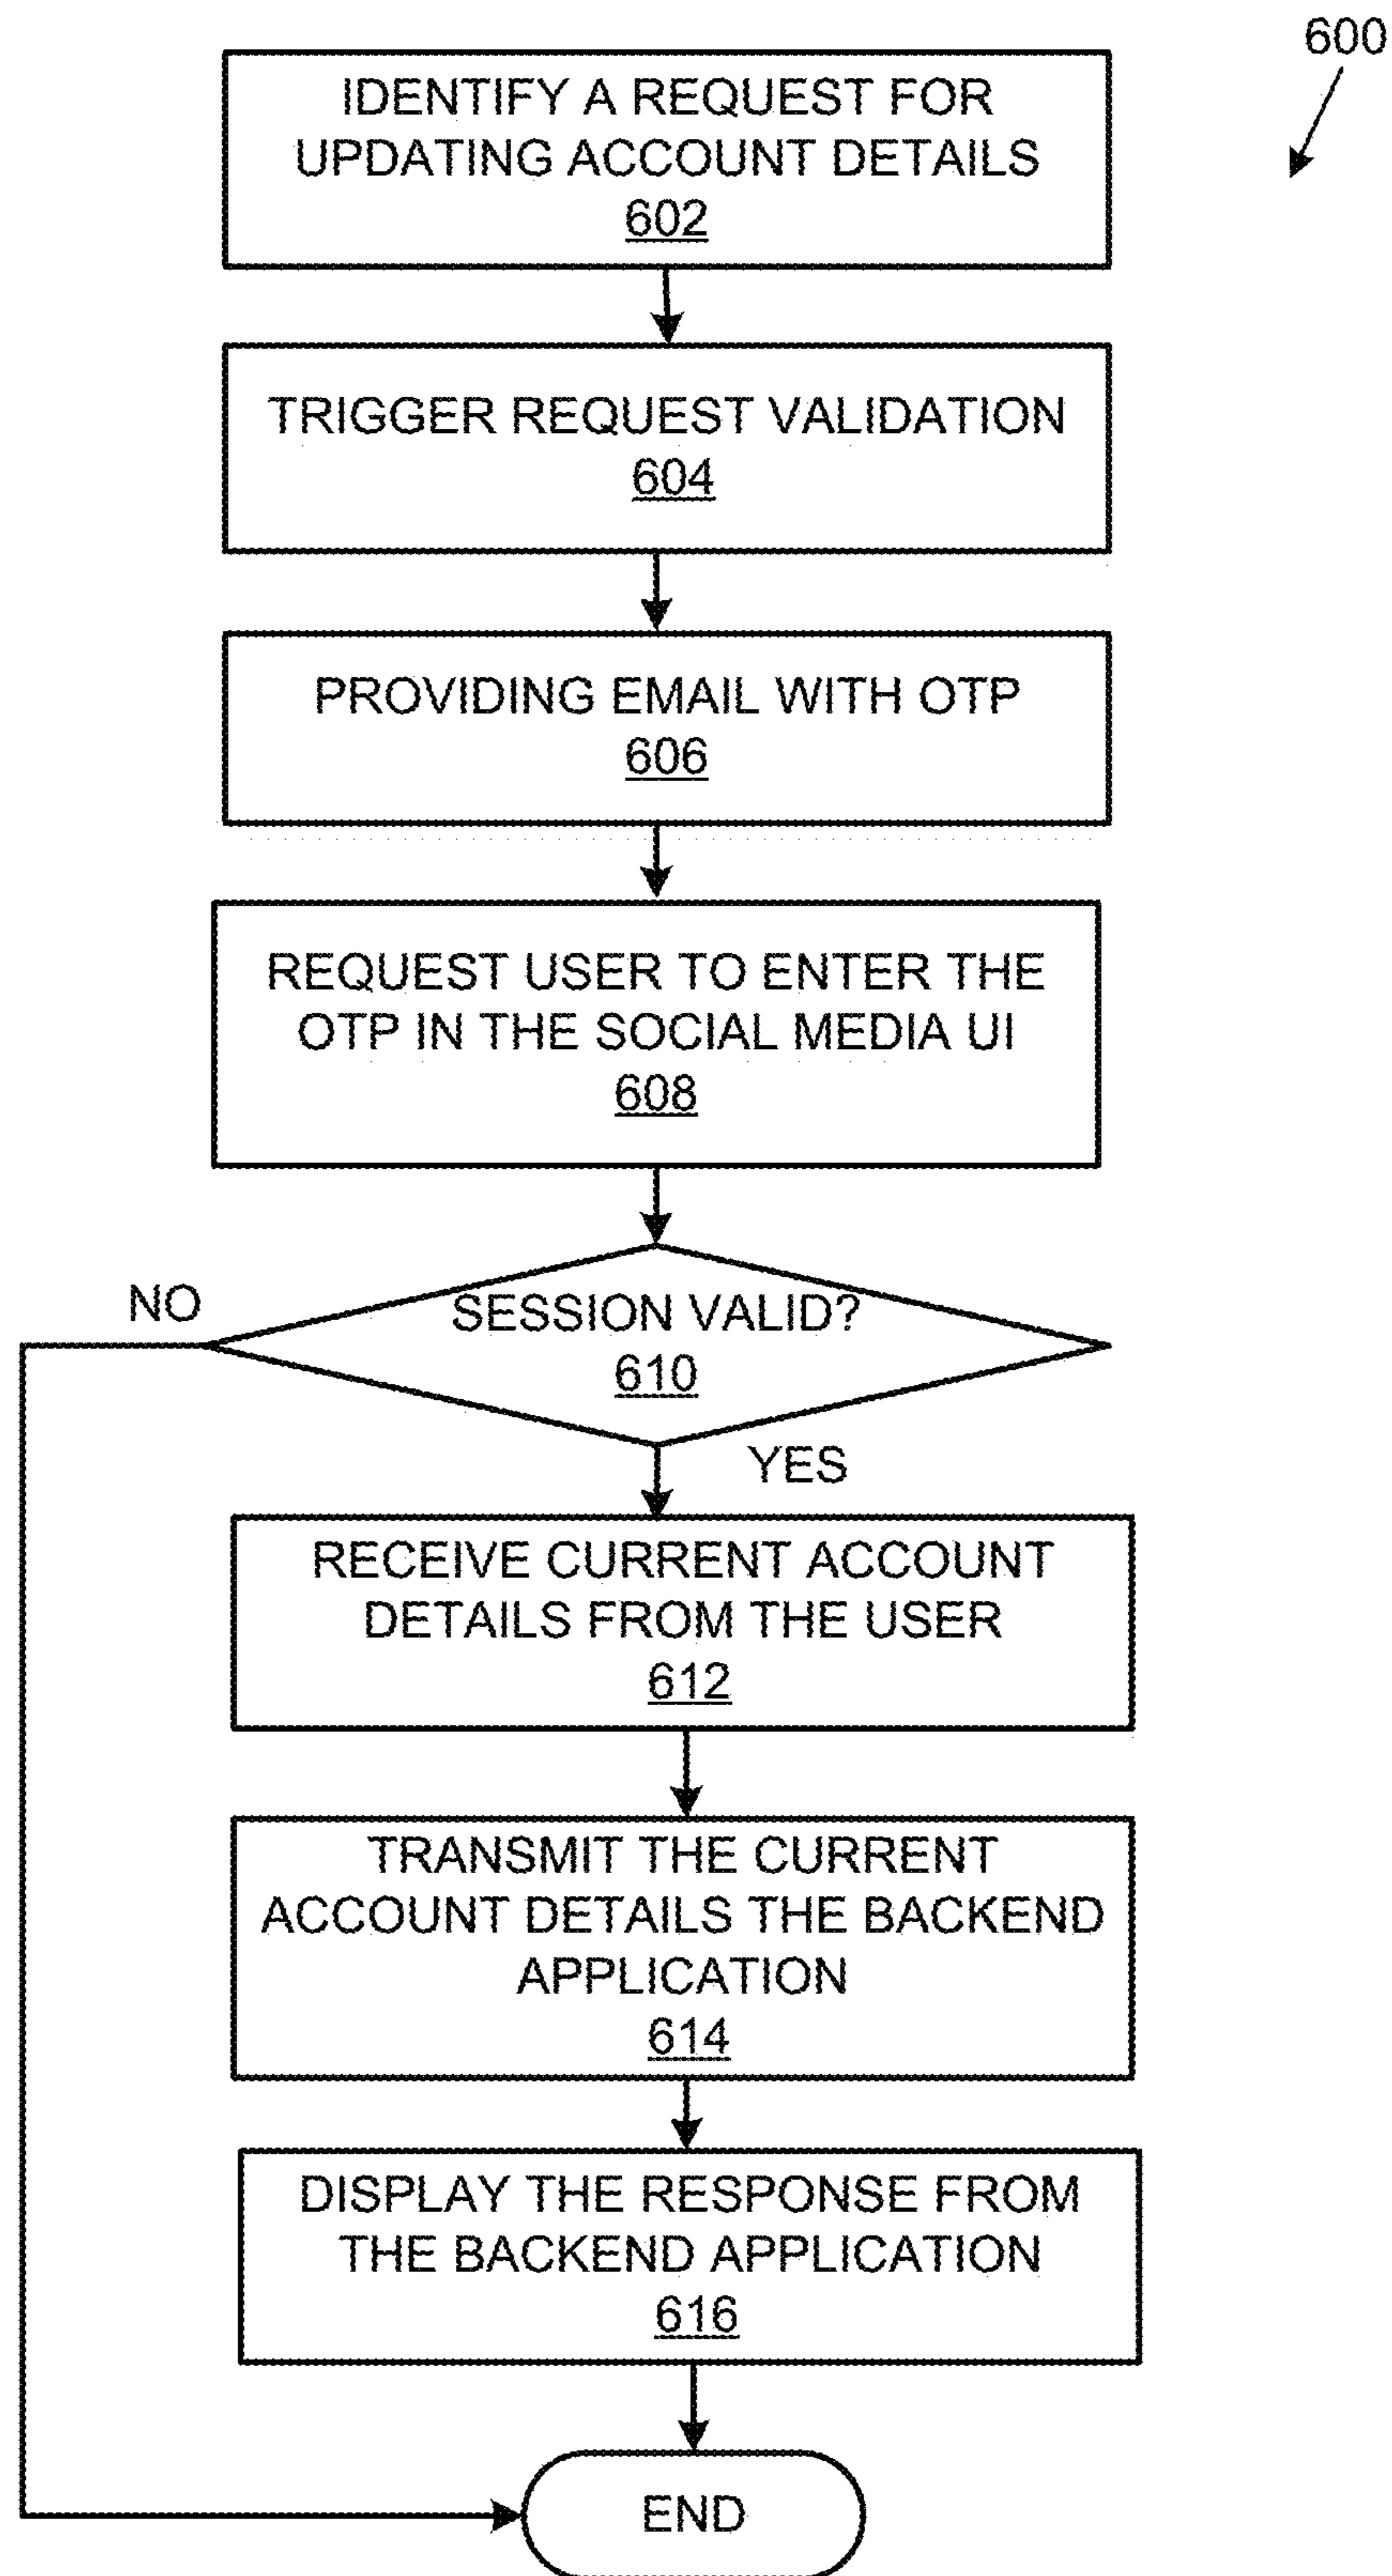 600
IDENTIFY A REQUEST FOR
UPDATING ACCOUNT DETAILS
602
TRIGGER REQUEST VALIDATION
604
PROVIDING EMAIL WITH OTP
606
REQUEST USER TO ENTER THE
OTP IN THE SOCIAL MEDIA UI
608
NO
SESSION VALID?
610
YES
RECEIVE CURRENT ACCOUNT
DETAILS FROM THE USER
612
TRANSMIT THE CURRENT
ACCOUNT DETAILS THE BACKEND
APPLICATION
614
DISPLAY THE RESPONSE FROM
THE BACKEND APPLICATION
616
END